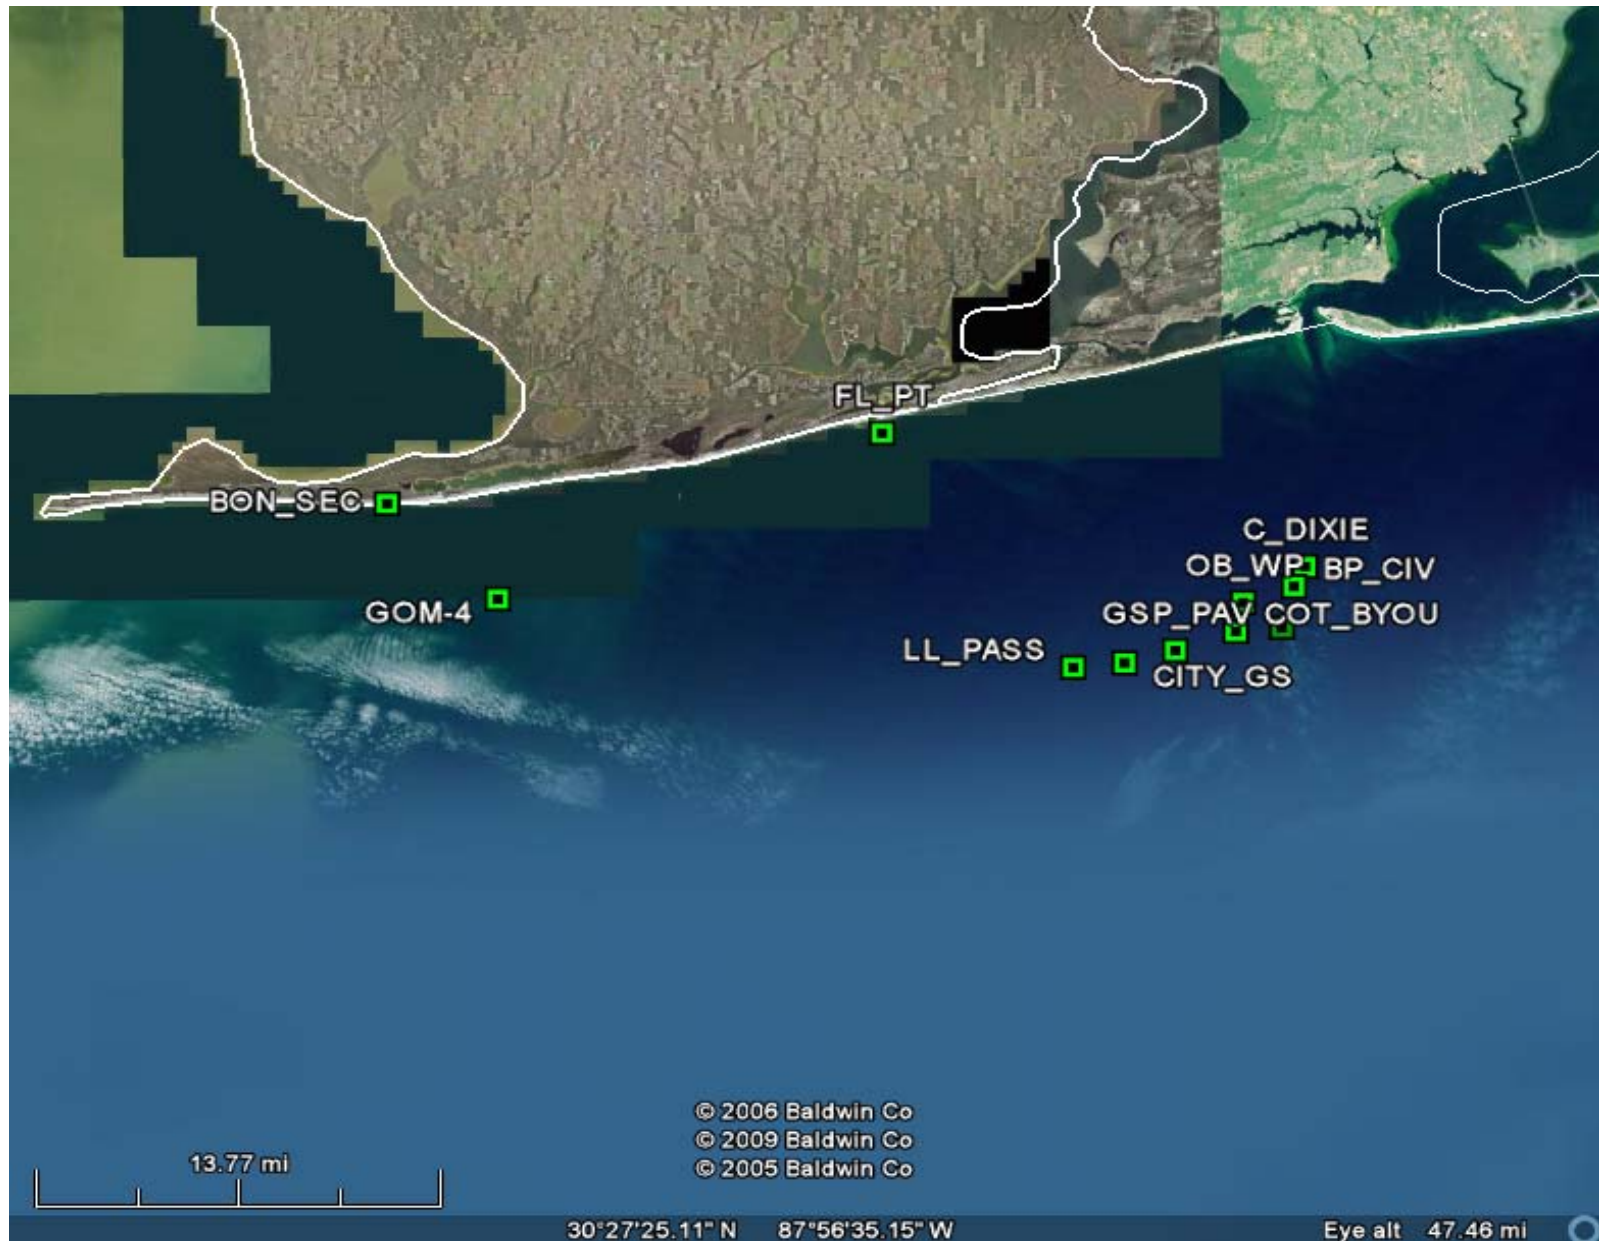 FL_PT
BON_SEC
C_DIXIE
OB_WP
BP_CIV
GOM-4
GSP_PAV
COT_BYOU
LL_PASS
CITY_GS
© 2006 Baldwin Co
© 2009 Baldwin Co
© 2005 Baldwin Co
13.77 mi
30°27'25.11" N 87°56'35.15" W
Eye alt 47.46 mi